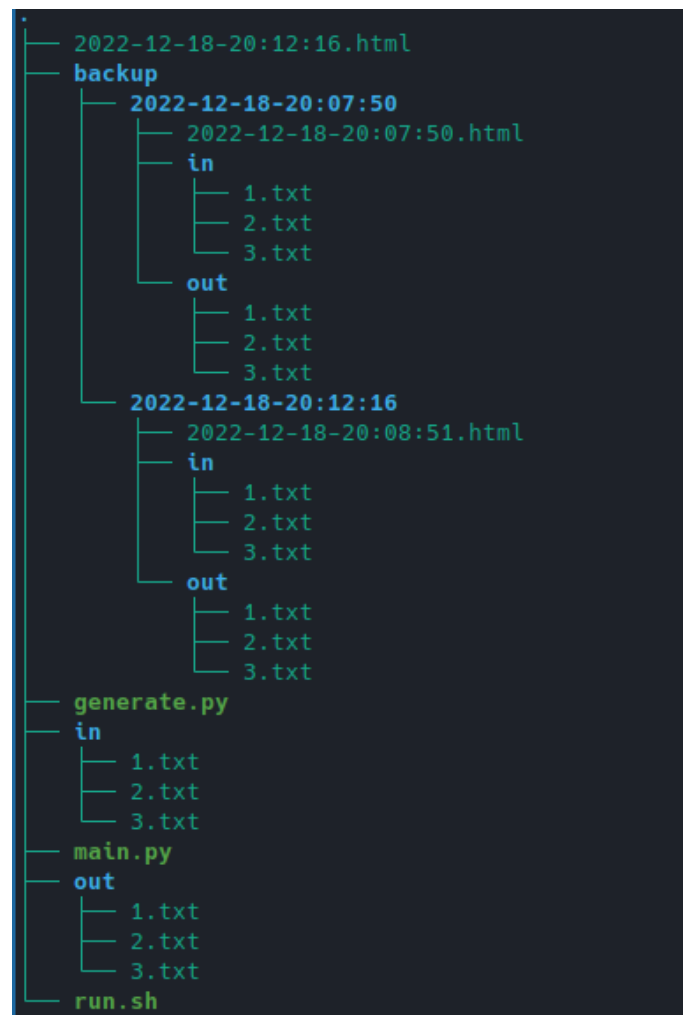 .
├── 2022-12-18-20:12:16.html
├── backup
│   ├── 2022-12-18-20:07:50
│   │   ├── 2022-12-18-20:07:50.html
│   │   ├── in
│   │   │   ├── 1.txt
│   │   │   ├── 2.txt
│   │   │   └── 3.txt
│   │   └── out
│   │       ├── 1.txt
│   │       ├── 2.txt
│   │       └── 3.txt
│   └── 2022-12-18-20:12:16
│       ├── 2022-12-18-20:08:51.html
│       ├── in
│       │   ├── 1.txt
│       │   ├── 2.txt
│       │   └── 3.txt
│       └── out
│           ├── 1.txt
│           ├── 2.txt
│           └── 3.txt
├── generate.py
├── in
│   ├── 1.txt
│   ├── 2.txt
│   └── 3.txt
├── main.py
├── out
│   ├── 1.txt
│   ├── 2.txt
│   └── 3.txt
└── run.sh